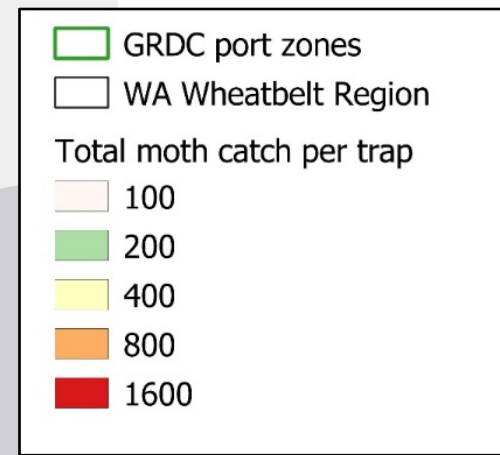 GRDC port zones
WA Wheatbelt Region
Total moth catch per trap
100
200
400
800
1600